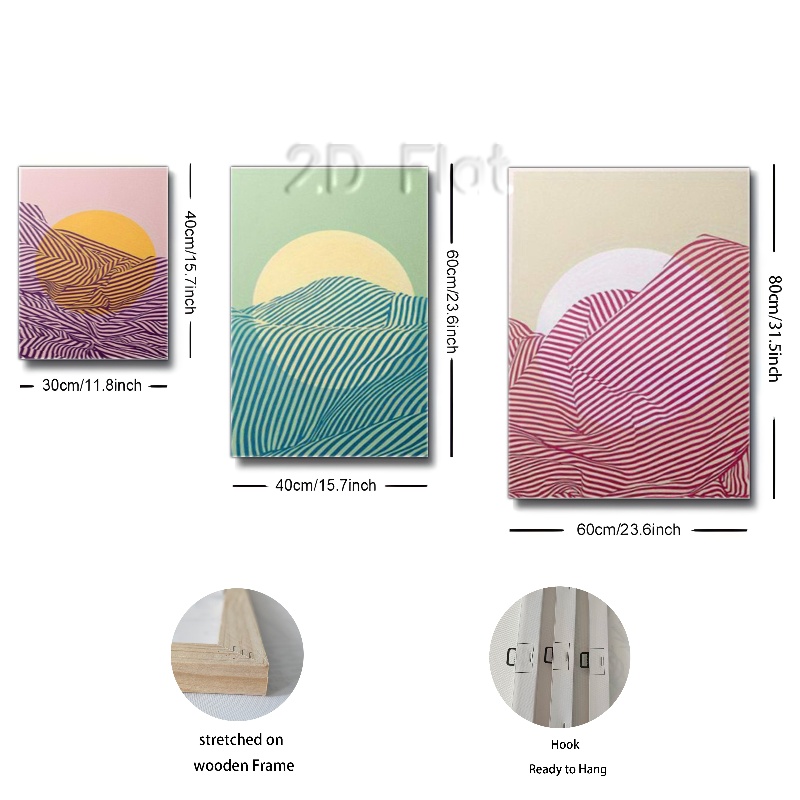 2D Flat
40cm/15.7inch
30cm/11.8inch
60cm/23.6inch
40cm/15.7inch
80cm/31.5inch
60cm/23.6inch
stretched on
wooden Frame
Hook
Ready to Hang